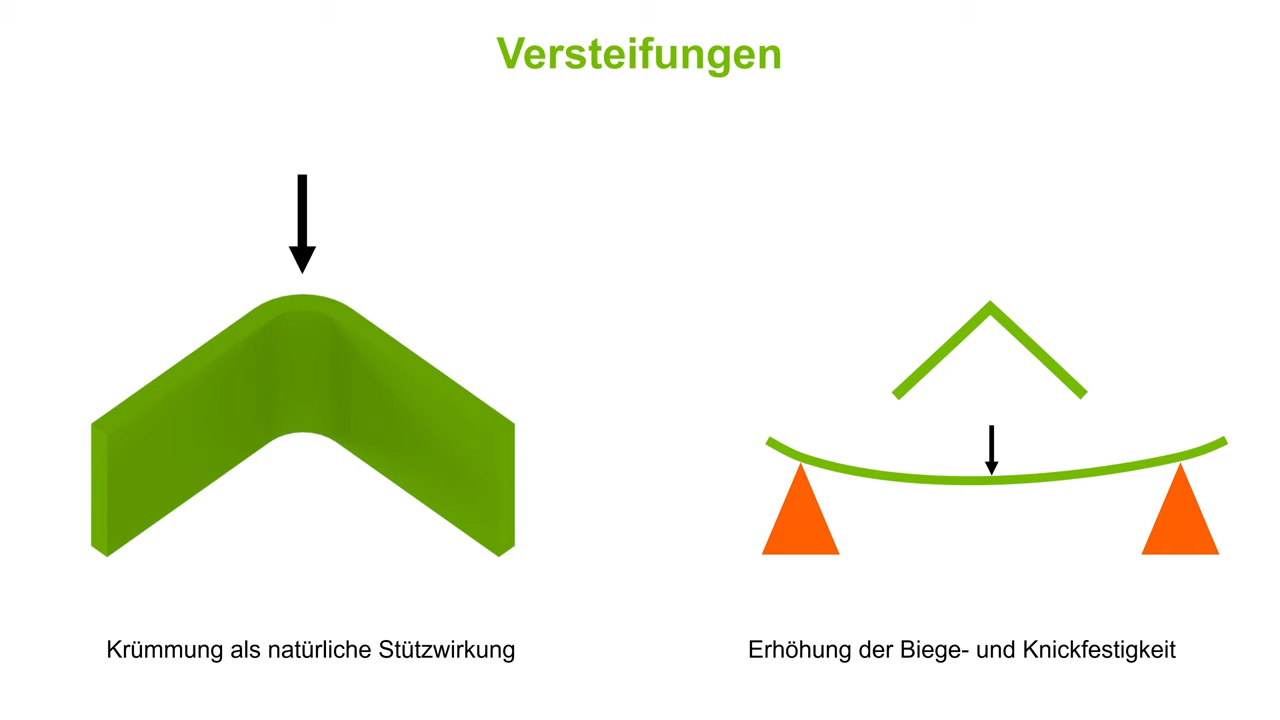 Versteifungen
Krümmung als natürliche Stützwirkung
Erhöhung der Biege- und Knickfestigkeit